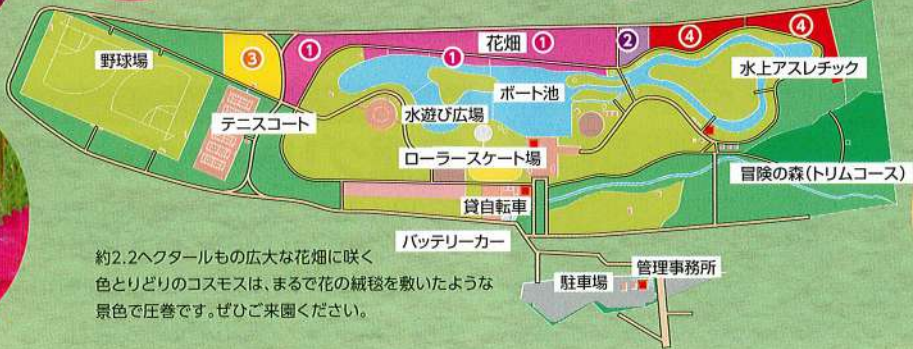 花畑
①
①
①
②
③
④
④
野球場
水上アスレチック
ボート池
水遊び広場
テニスコート
ローラースケート場
冒険の森(トリムコース)
貸自転車
バッテリーカー
管理事務所
駐車場
約2.2ヘクタールもの広大な花畑に咲く
色とりどりのコスモスは、まるで花の絨毯を敷いたような
景色で圧巻です。ぜひご来園ください。